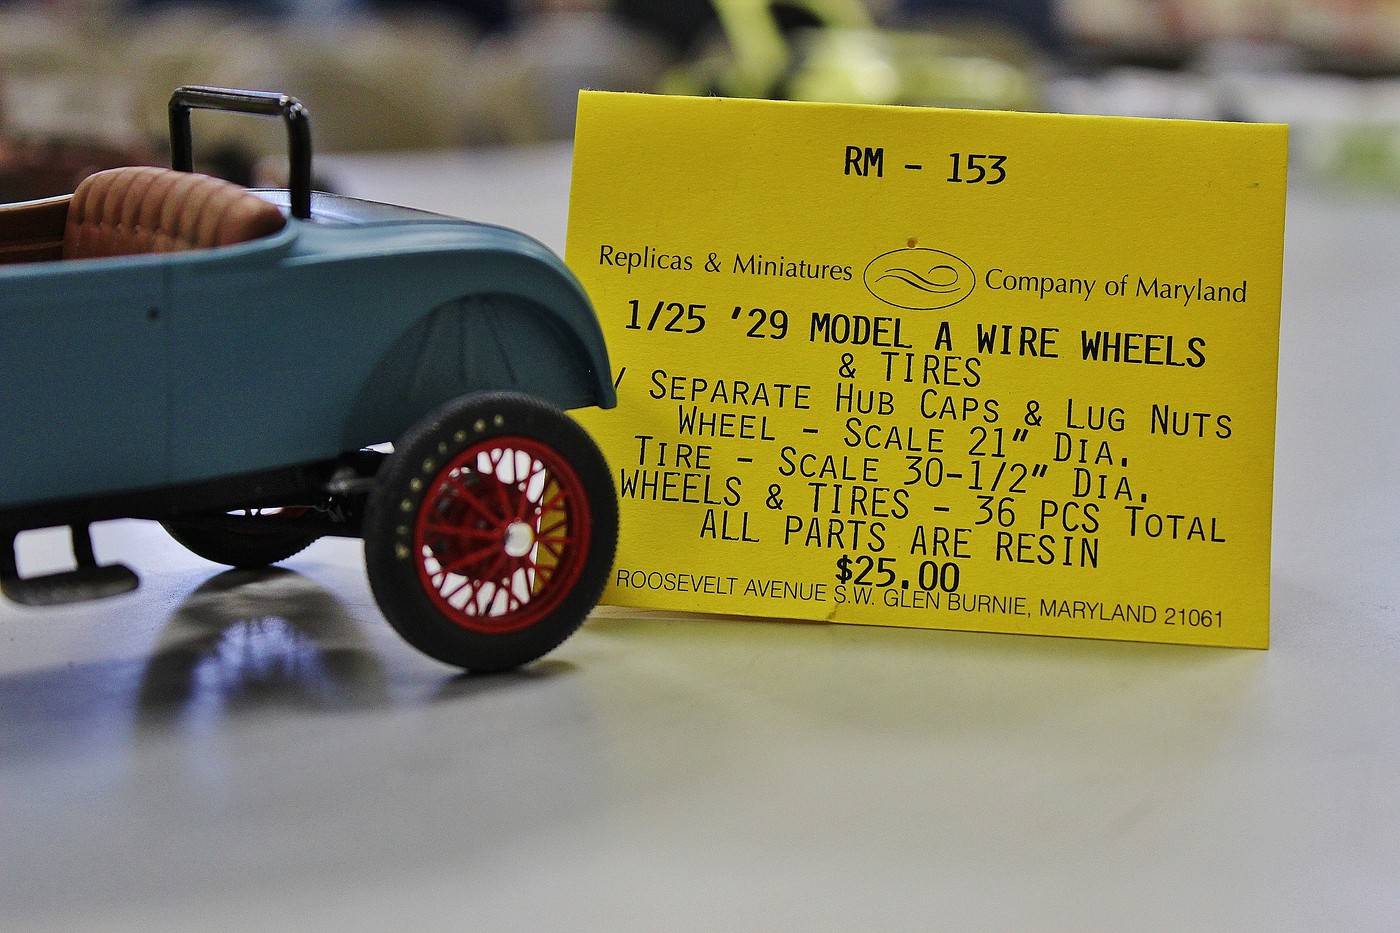 RM - 153
Replicas & Miniatures Company of Maryland
1/25 '29 MODEL A WIRE WHEELS
& TIRES
/ SEPARATE HUB CAPS & LUG NUTS
WHEEL - SCALE 21" DIA.
TIRE - SCALE 30-1/2" DIA.
WHEELS & TIRES - 36 PCS TOTAL
ALL PARTS ARE RESIN
$25.00
ROOSEVELT AVENUE S.W. GLEN BURNIE, MARYLAND 21061